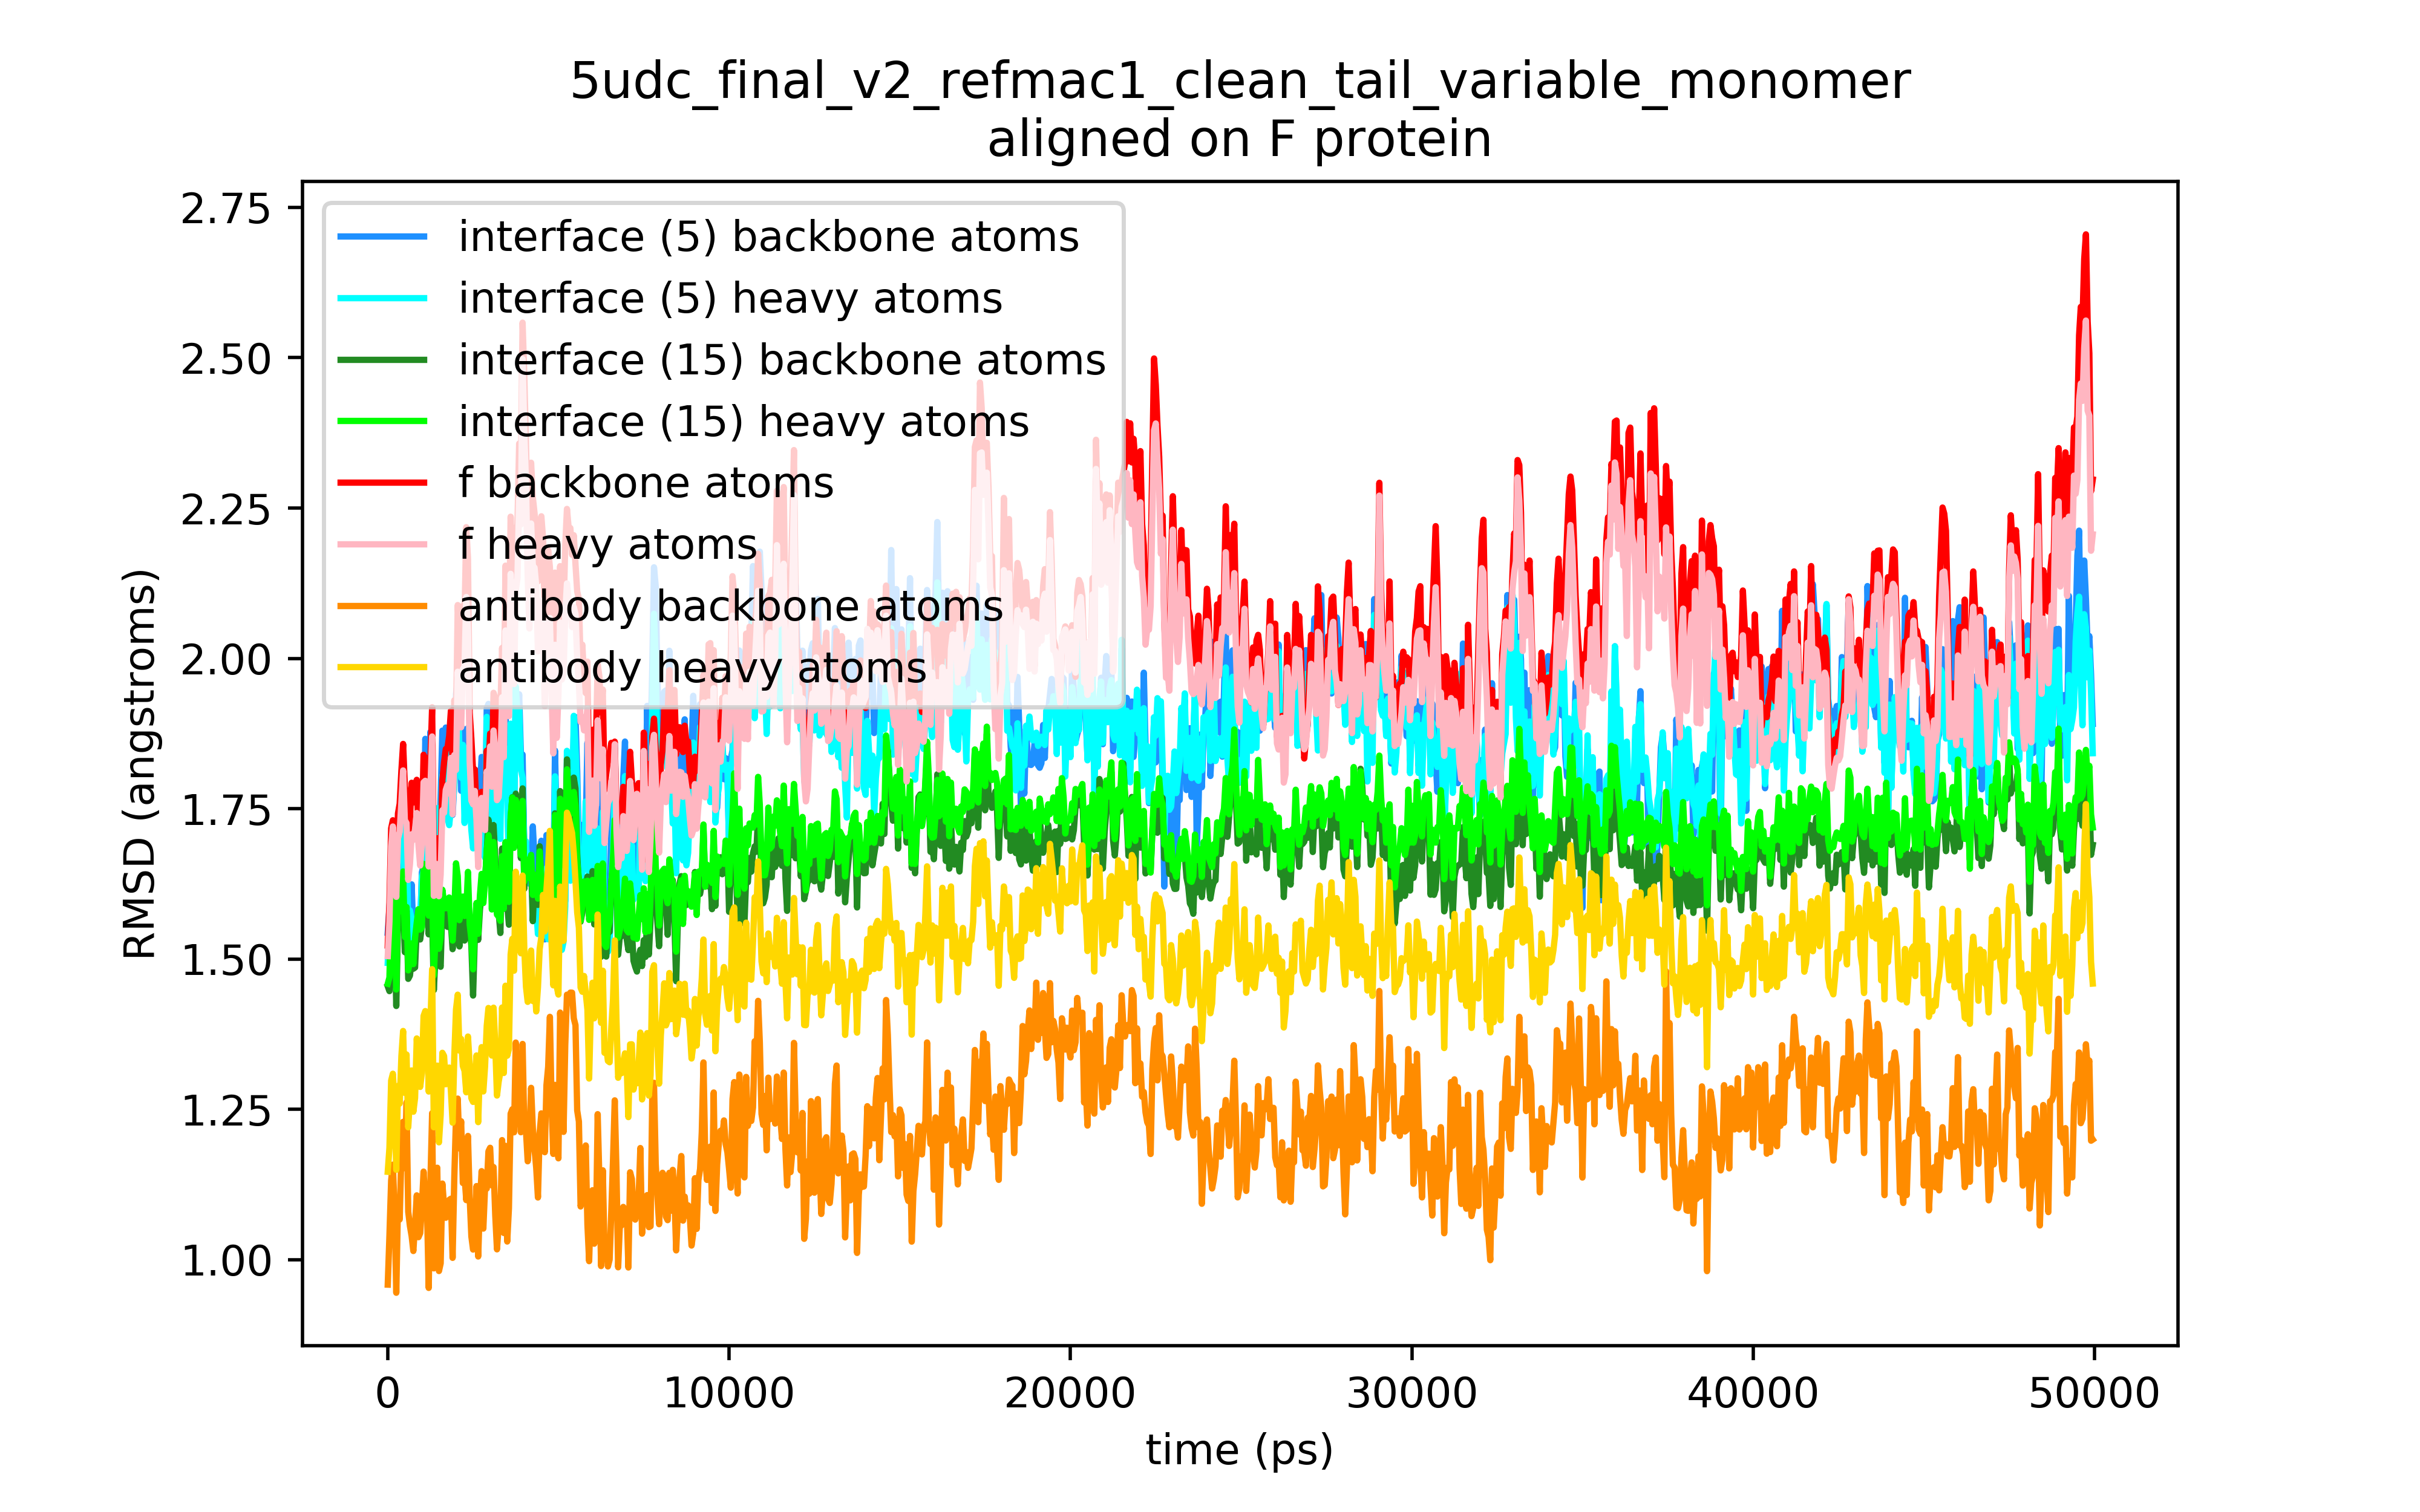 5udc_final_v2_refmac1_clean_tail_variable_monomer
aligned on F protein
2.75
2.50
2.25
2.00
1.75
1.50
1.25
1.00
RMSD (angstroms)
interface (5) backbone atoms
interface (5) heavy atoms
interface (15) backbone atoms
interface (15) heavy atoms
f backbone atoms
f heavy atoms
antibody backbone atoms
antibody heavy atoms
0 10000 20000 30000 40000 50000
time (ps)